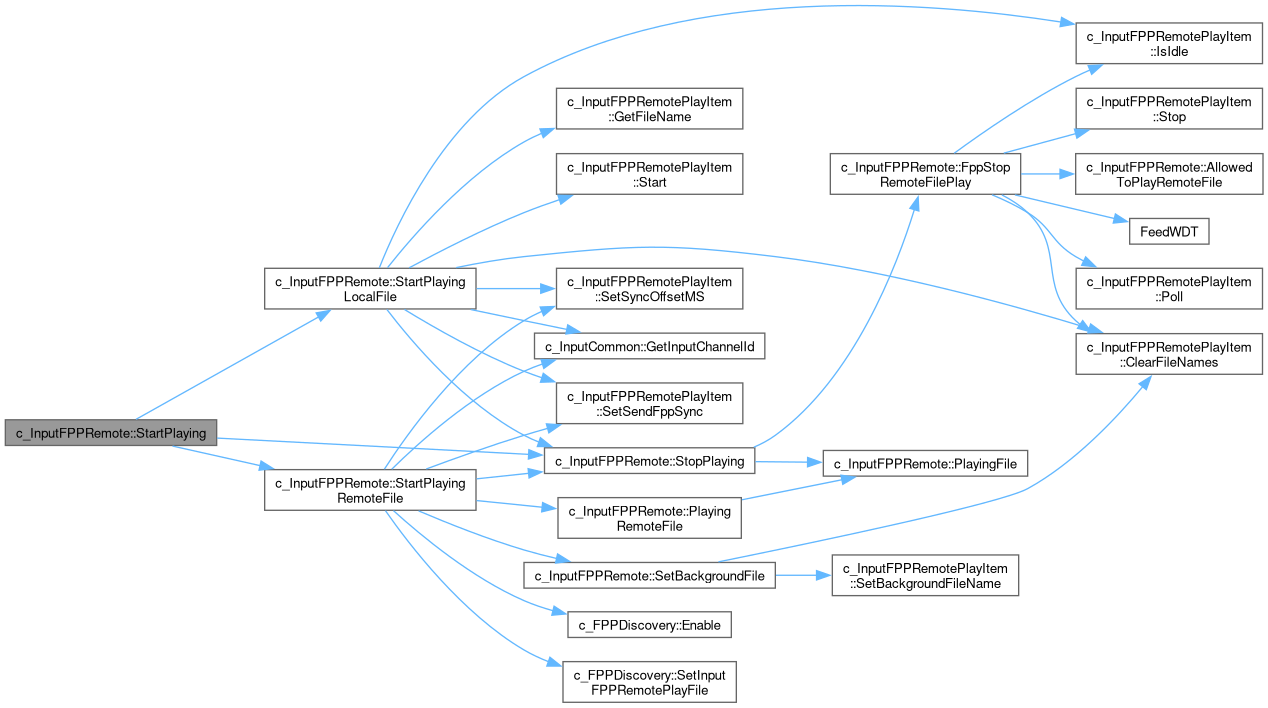 c_InputFPPRemotePlayItem
::IsIdle
c_InputFPPRemotePlayItem
::GetFileName
c_InputFPPRemotePlayItem
::Stop
c_InputFPPRemotePlayItem
::Start
c_InputFPPRemote::FppStop
RemoteFilePlay
c_InputFPPRemote::Allowed
ToPlayRemoteFile
FeedWDT
c_InputFPPRemote::StartPlaying
LocalFile
c_InputFPPRemotePlayItem
::SetSyncOffsetMS
c_InputFPPRemotePlayItem
::Poll
c_InputCommon::GetInputChannelId
c_InputFPPRemotePlayItem
::ClearFileNames
c_InputFPPRemotePlayItem
::SetSendFppSync
c_InputFPPRemote::StartPlaying
c_InputFPPRemote::StopPlaying
c_InputFPPRemote::PlayingFile
c_InputFPPRemote::StartPlaying
RemoteFile
c_InputFPPRemote::Playing
RemoteFile
c_InputFPPRemote::SetBackgroundFile
c_InputFPPRemotePlayItem
::SetBackgroundFileName
c_FPPDiscovery::Enable
c_FPPDiscovery::SetInput
FPPRemotePlayFile